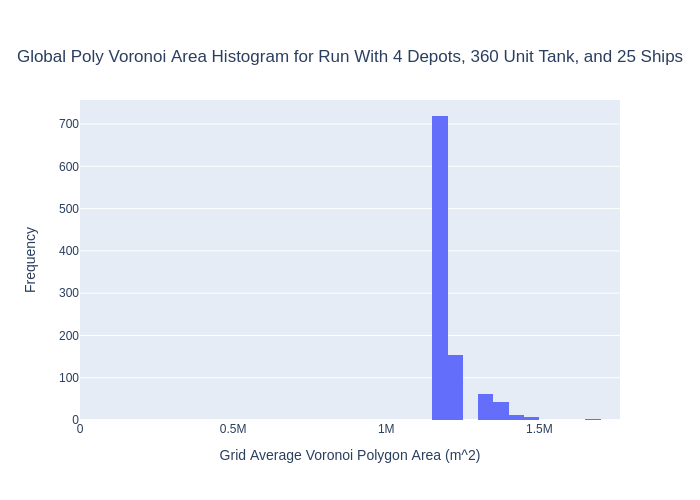 Global Poly Voronoi Area Histogram for Run With 4 Depots, 360 Unit Tank, and 25 Ships
700
600
500
400
300
200
100
0
Frequency
0
0.5M
1M
1.5M
Grid Average Voronoi Polygon Area (m^2)